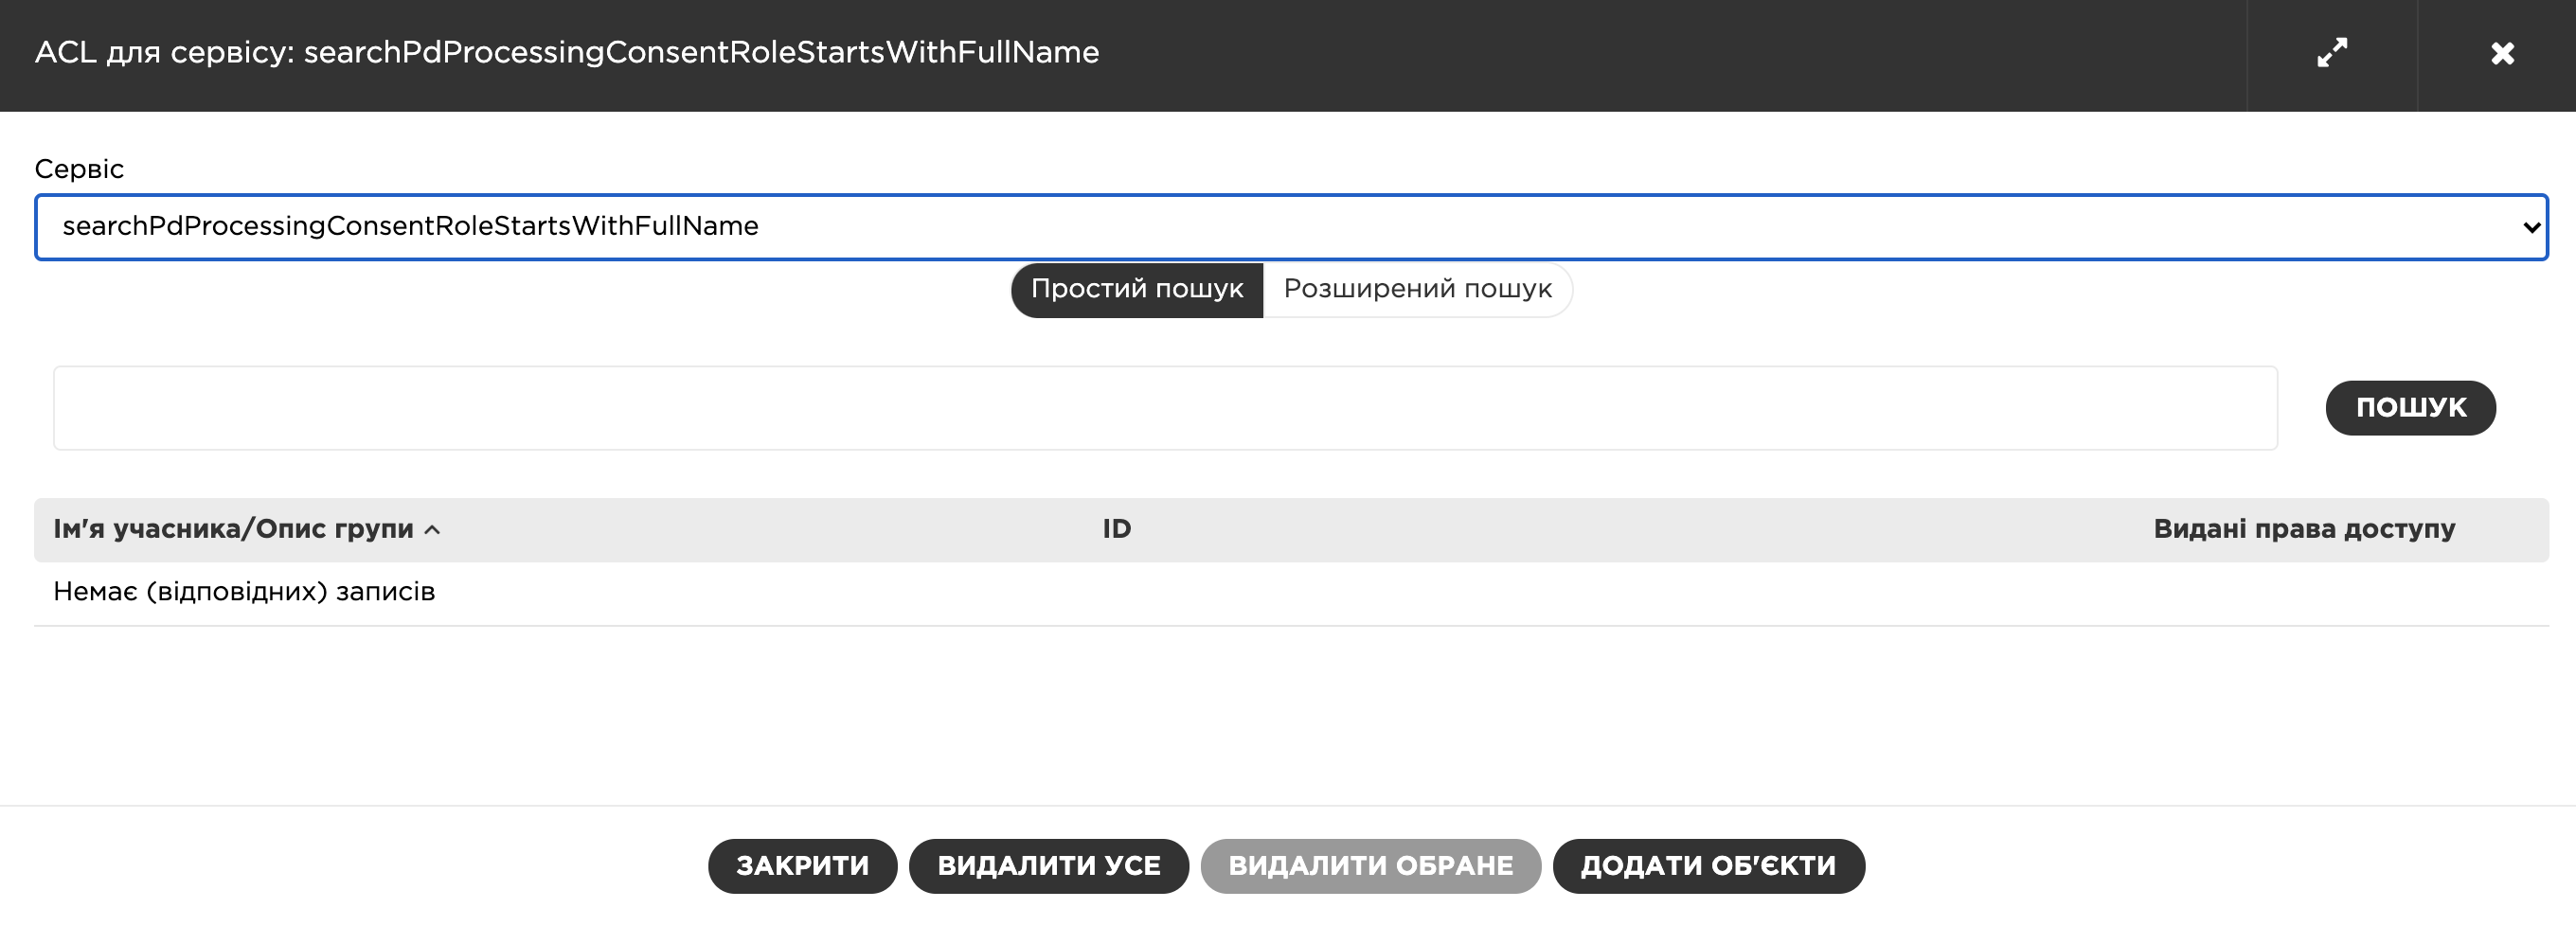 ACL для сервісу: searchPdProcessingConsentRoleStartsWithFullName
Сервіс
searchPdProcessingConsentRoleStartsWithFullName
Простий пошук Розширений пошук
ПОШУК
Ім'я учасника/Опис групи ID Видані права доступу
Немає (відповідних) записів
ЗАКРИТИ ВИДАЛИТИ УСЕ ВИДАЛИТИ ОБРАНЕ ДОДАТИ ОБ'ЄКТИ